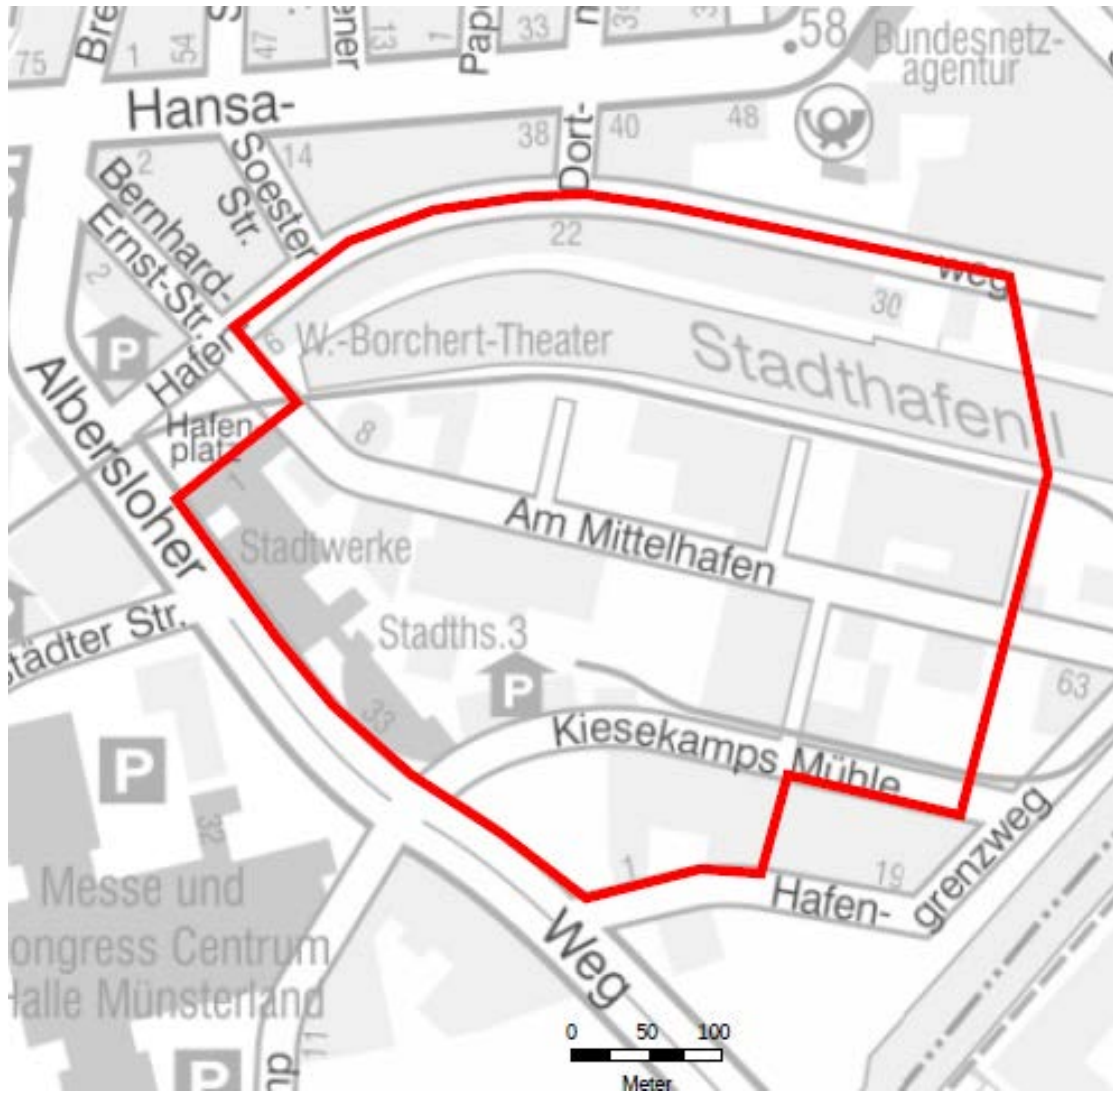 75
1
54
47
13
1
33
58
Bundesnetz-
agentur
Hansa-
2
14
38
Dort-
40
48
Soester
Str.
Bernhard-
Ernst-Str.
2
22
weg
30
P
6
W.-Borchert-Theater
Stadthafen I
Hafen
platz
8
1
Albersloher
Am Mittelhafen
Stadtwerke
Stadths.3
63
P
33
Kiesekamps Mühle
P
32
1
19
Hafen-
grenzweg
Messe und
ongress Centrum
Halle Münsterland
Weg
11
P
0 50 100
Meter